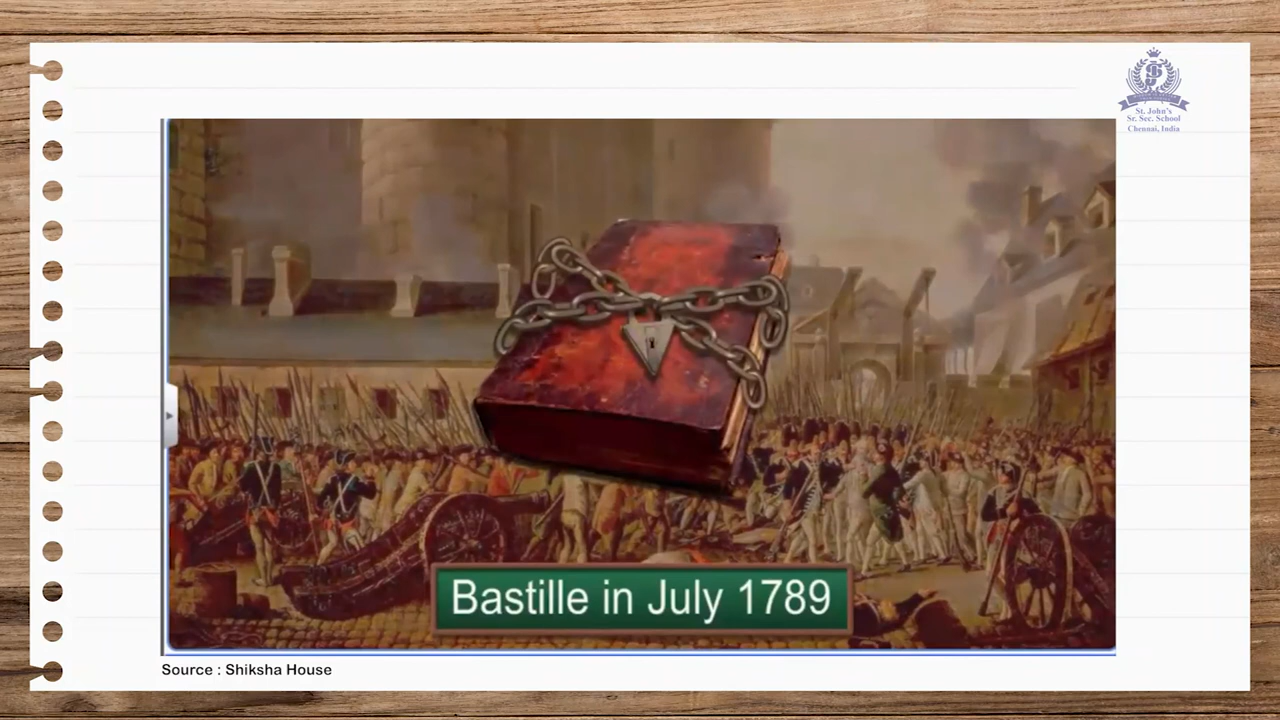 St. John's
Sr. Sec. School
Chennai, India
Bastille in July 1789
Source : Shiksha House